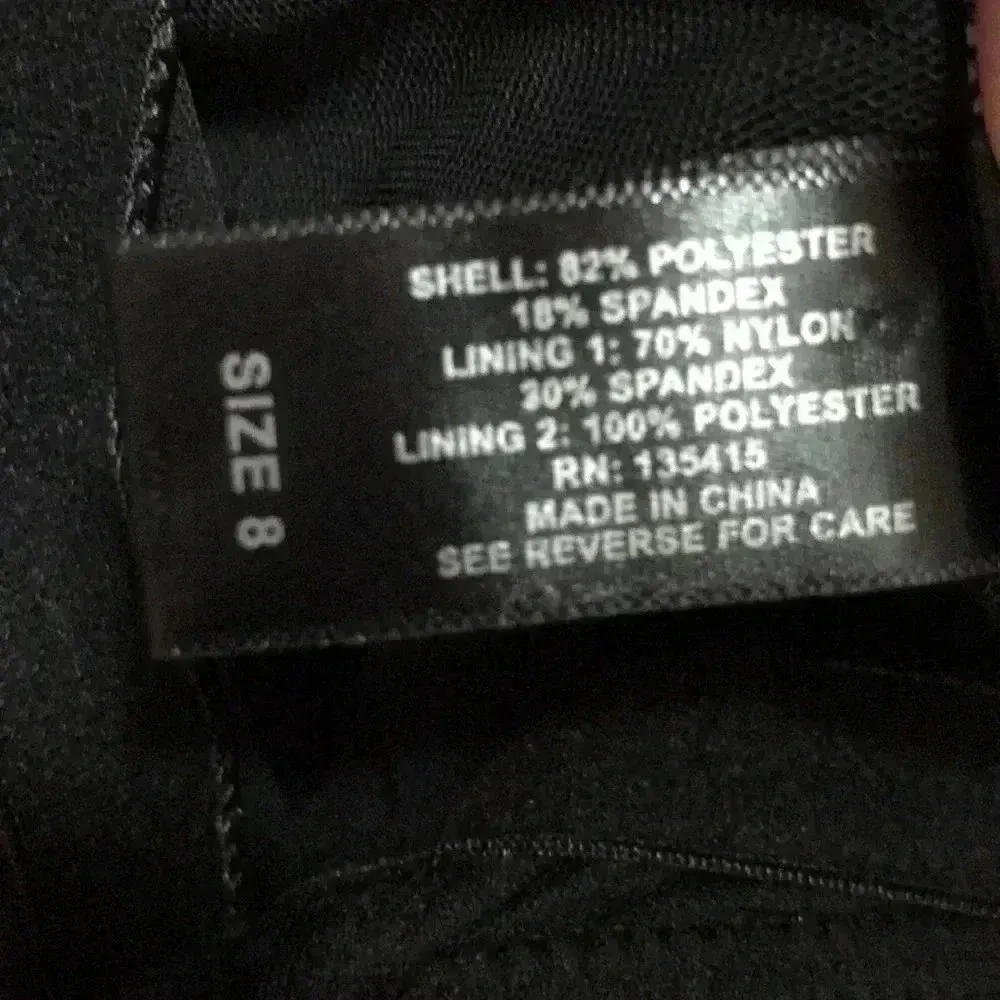 SIZE 8
SHELL: 82% POLYESTER
18% SPANDEX
LINING 1: 70% NYLON
30% SPANDEX
LINING 2: 100% POLYESTER
RN: 135415
MADE IN CHINA
SEE REVERSE FOR CARE